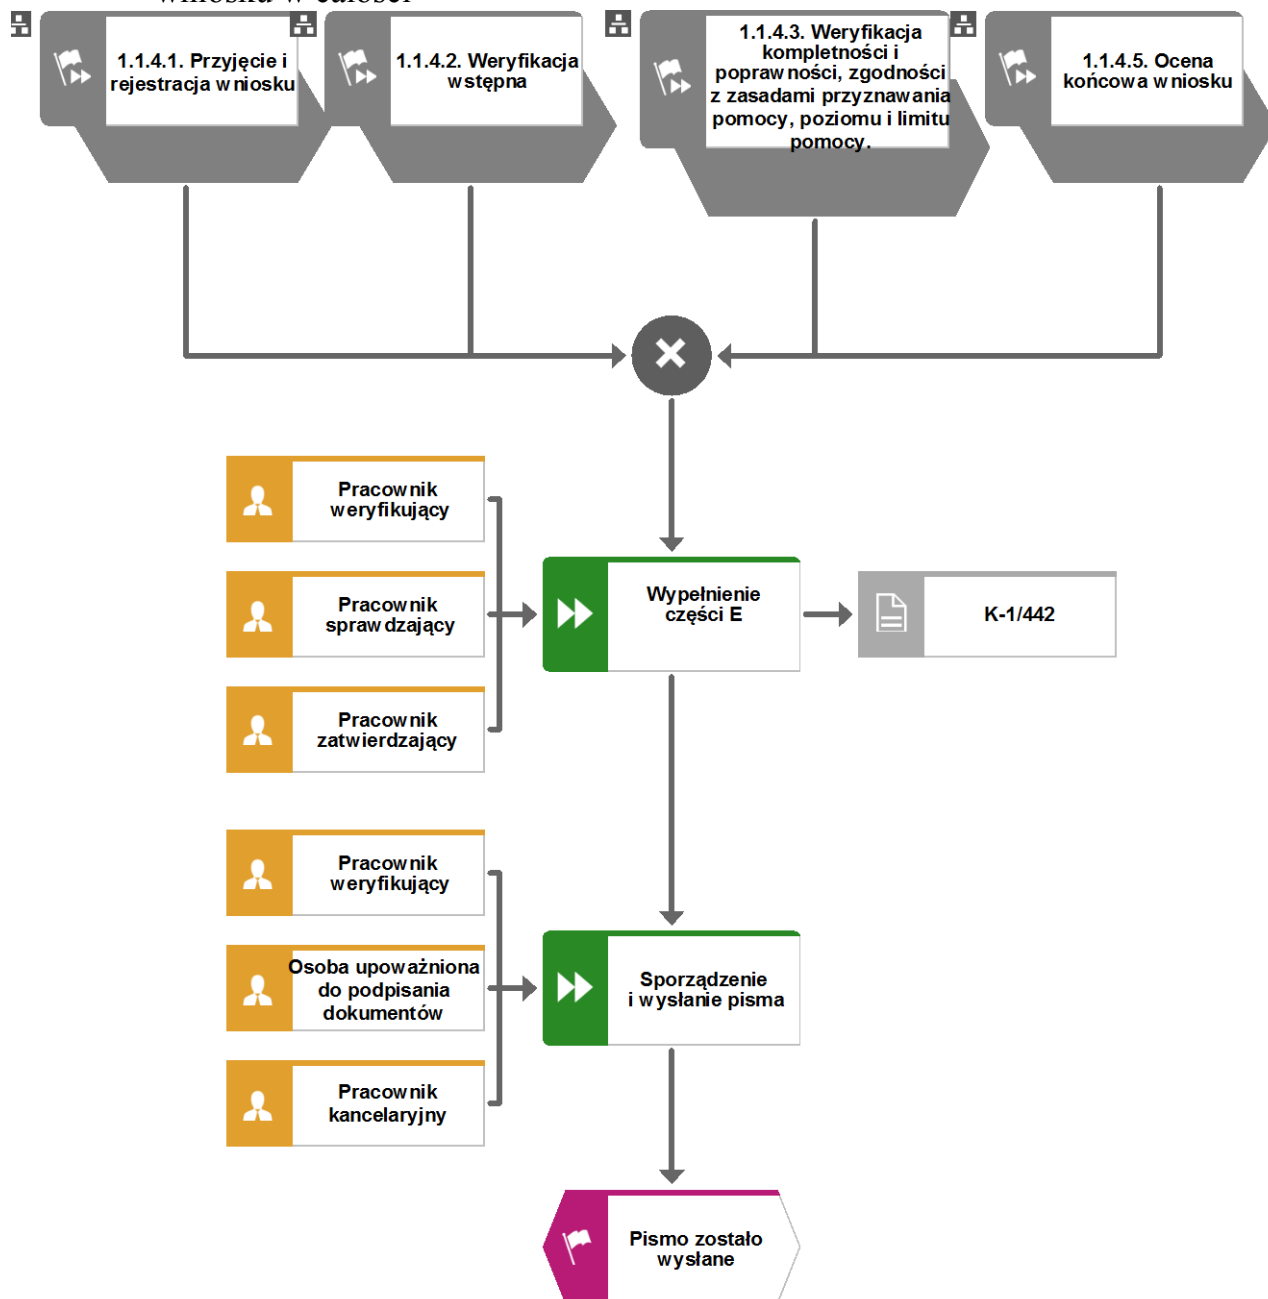 wniosku w całości
1.1.4.1. Przyjęcie i
rejestracja wniosku
1.1.4.2. Weryfikacja
wstępna
1.1.4.3. Weryfikacja
kompletności i
poprawności, zgodności
z zasadami przyznawania
pomocy, poziomu i limitu
pomocy.
1.1.4.5. Ocena
końcowa wniosku
Pracownik
weryfikujący
Pracownik
sprawdzający
Pracownik
zatwierdzający
Wypełnienie
części E
K-1/442
Pracownik
weryfikujący
Osoba upoważniona
do podpisania
dokumentów
Pracownik
kancelaryjny
Sporządzenie
i wysłanie pisma
Pismo zostało
wysłane